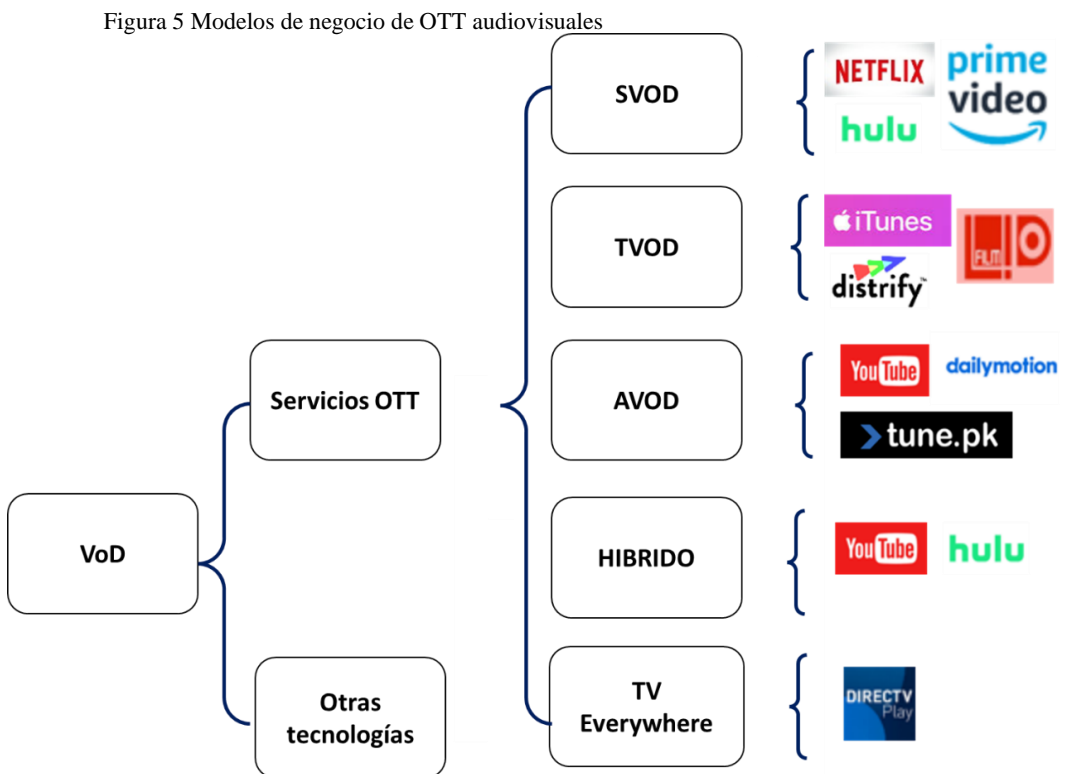 Figura 5 Modelos de negocio de OTT audiovisuales
SVOD
NETFLIX
prime
video
hulu
TVOD
iTunes
FILM
distrify
Servicios OTT
AVOD
YouTube
dailymotion
tune.pk
VoD
HIBRIDO
YouTube
hulu
Otras
tecnologías
TV
Everywhere
DIRECTV
Play